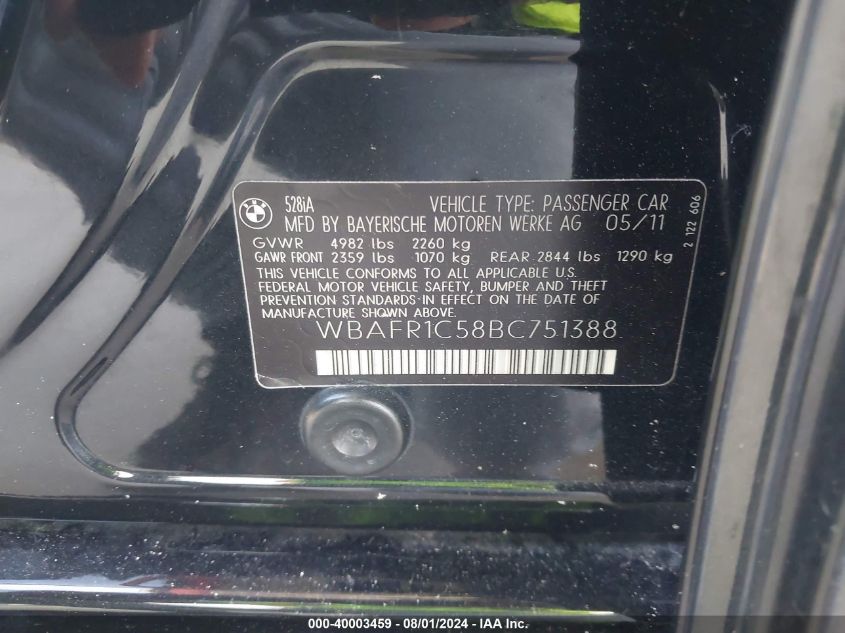 BMW
528iA VEHICLE TYPE: PASSENGER CAR
MFD BY BAYERISCHE MOTOREN WERKE AG 05/11
GVWR 4982 lbs 2260 kg
GAWR FRONT 2359 lbs 1070 kg REAR 2844 lbs 1290 kg
THIS VEHICLE CONFORMS TO ALL APPLICABLE U.S.
FEDERAL MOTOR VEHICLE SAFETY, BUMPER AND THEFT
PREVENTION STANDARDS IN EFFECT ON THE DATE OF
MANUFACTURE SHOWN ABOVE.
WBAFR1C58BC751388
2 122 606
000-40003459 - 08/01/2024 - IAA Inc.